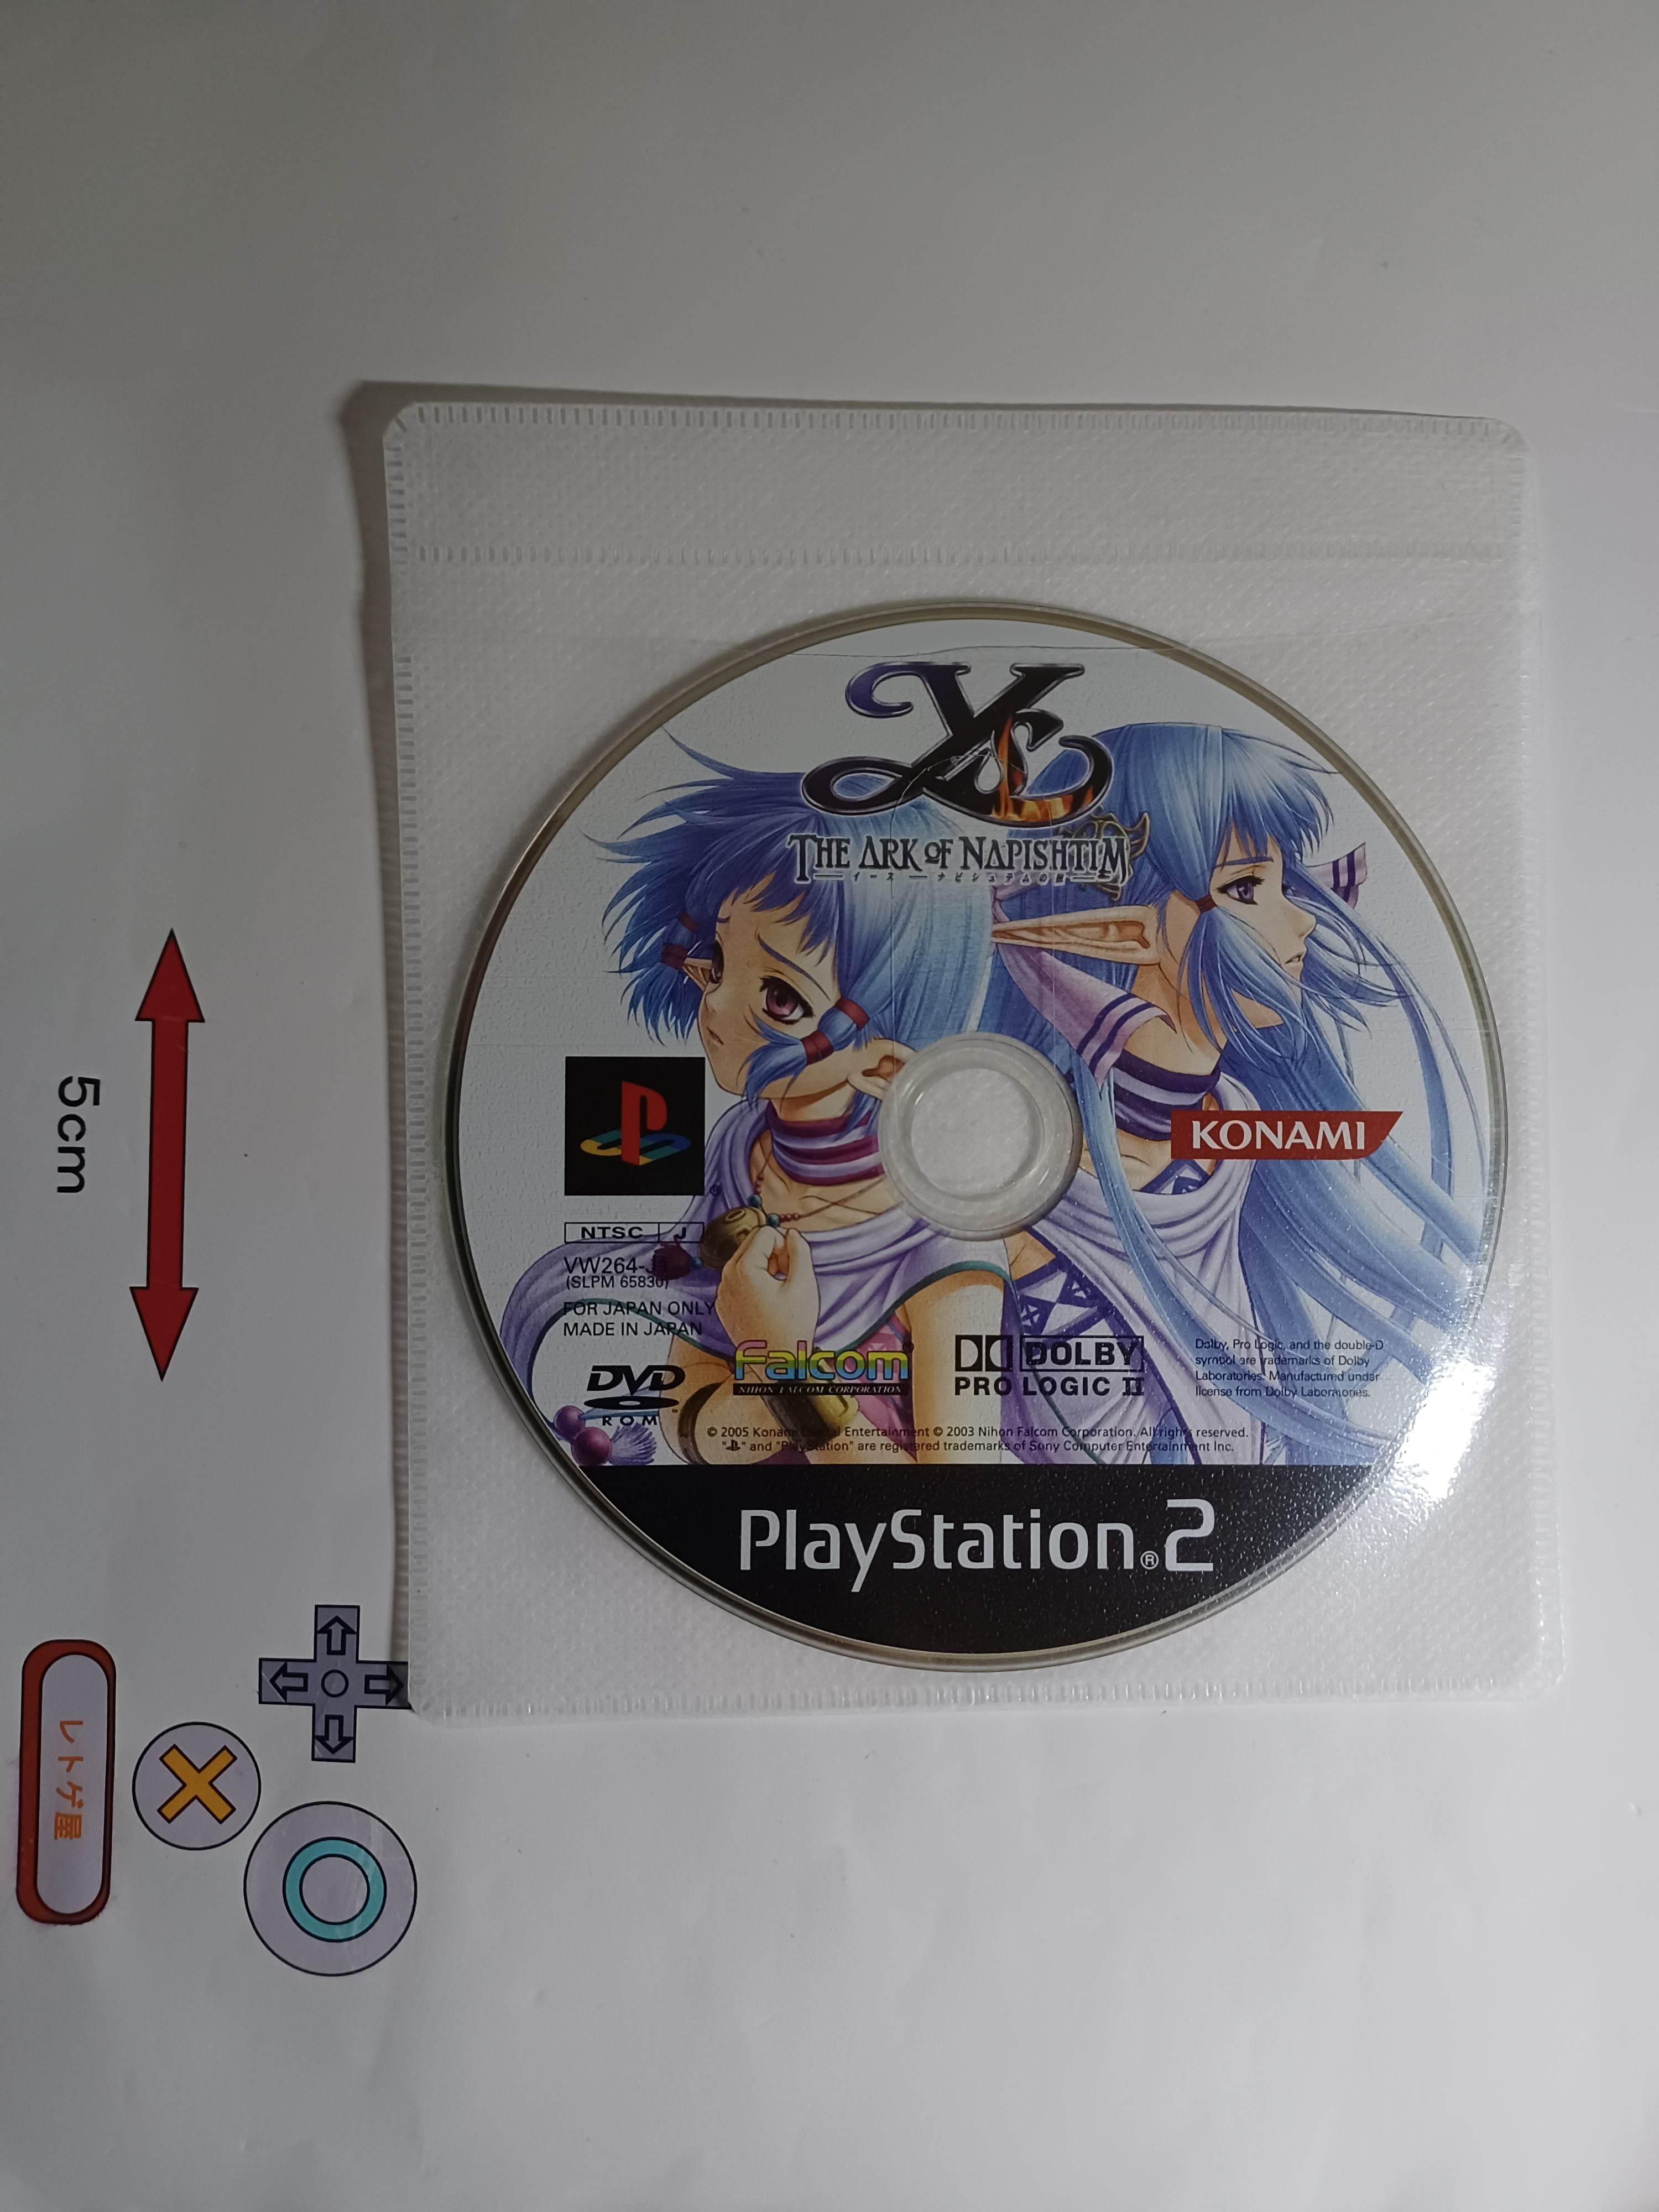 Ys
THE ARK OF NAPISHTIM
イース ― ナピシュテムの匣
KONAMI
NTSC J
VW264-J1
(SLPM 65830)
FOR JAPAN ONLY
MADE IN JAPAN
DVD
ROM
Falcom
NIHON FALCOM CORPORATION
DOLBY
PRO LOGIC II
Dolby, Pro Logic, and the double-D
symbol are trademarks of Dolby
Laboratories. Manufactured under
license from Dolby Laboratories.
© 2005 Konami Digital Entertainment © 2003 Nihon Falcom Corporation. All rights reserved.
" " and "PlayStation" are registered trademarks of Sony Computer Entertainment Inc.
PlayStation®2
5cm
レトゲ屋